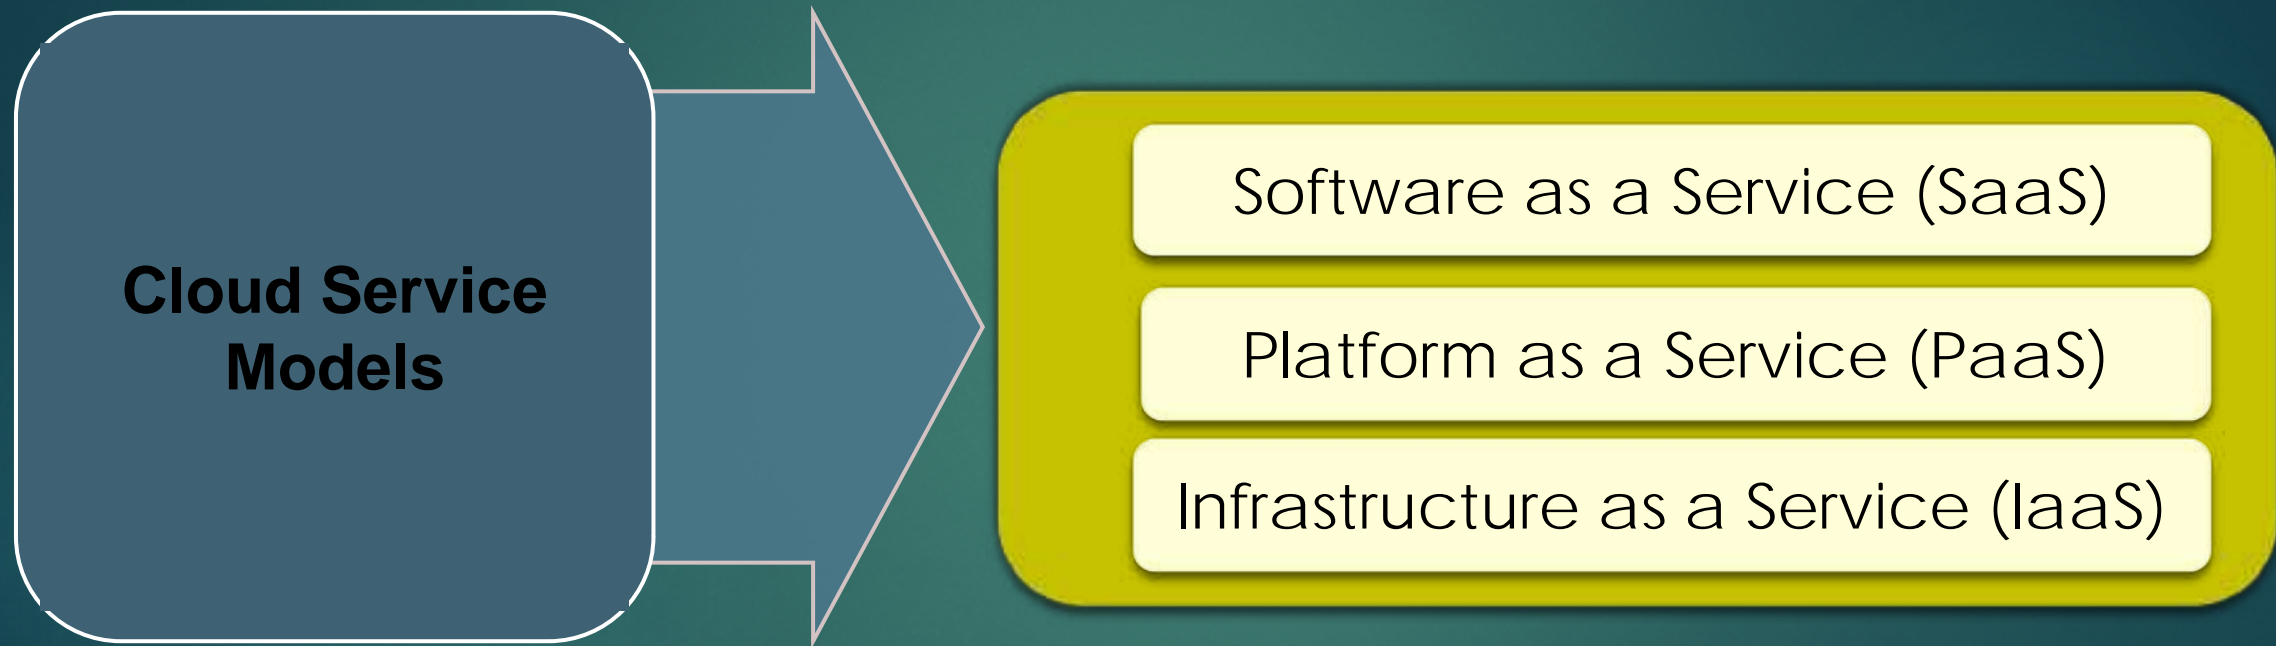 Cloud Service
Models
Software as a Service (SaaS)
Platform as a Service (PaaS)
Infrastructure as a Service (IaaS)